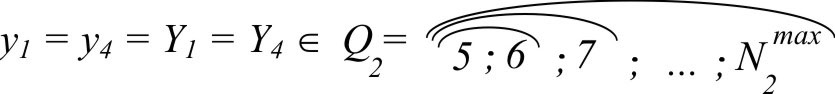 y₁ = y₄ = Y₁ = Y₄ ∈ Q₂ = 5 ; 6 ; 7 ; ... ; N₂ᵐᵃˣ